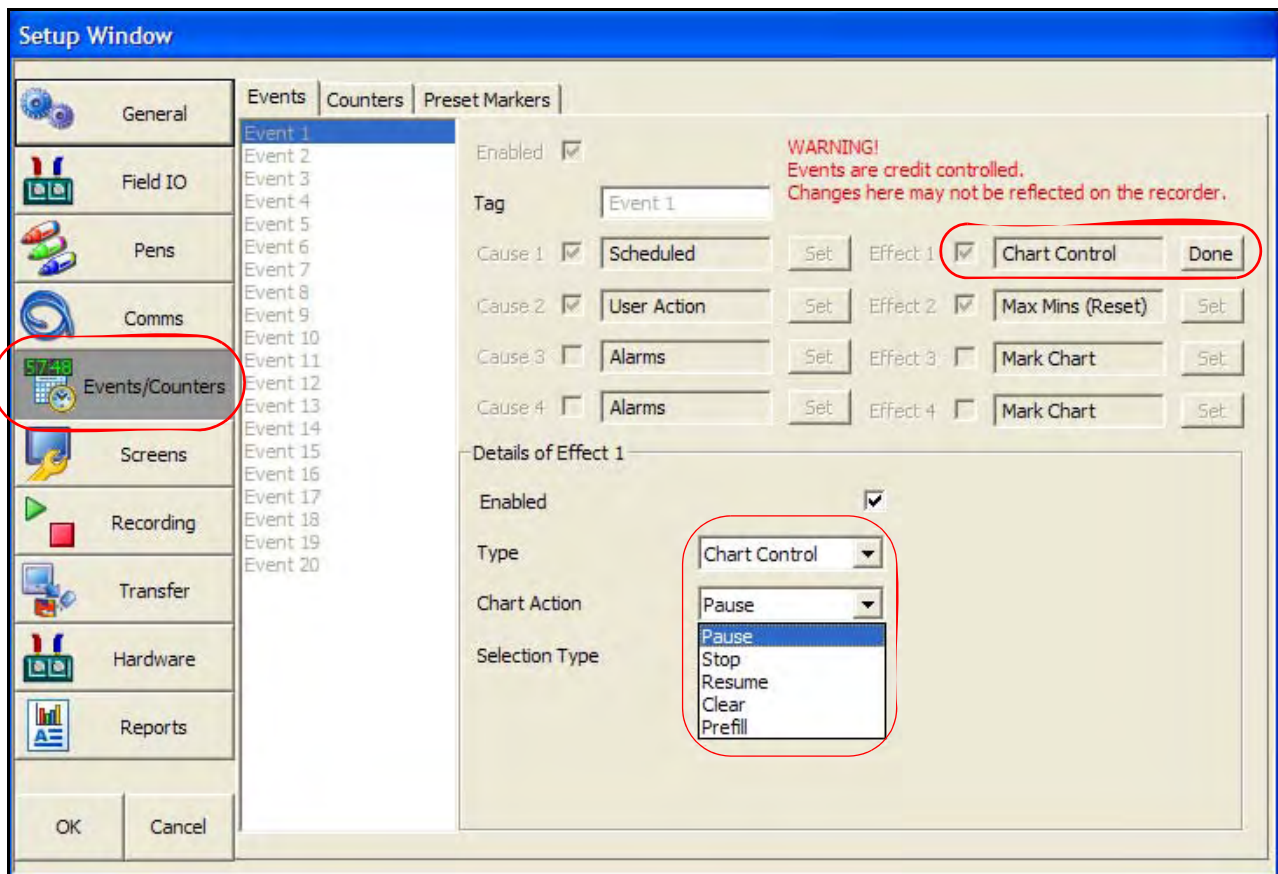 Setup Window
General
Field IO
Pens
Comms
57:48
Events/Counters
Screens
Recording
Transfer
Hardware
Reports
OK
Cancel
Events
Counters
Preset Markers
Event 1
Event 2
Event 3
Event 4
Event 5
Event 6
Event 7
Event 8
Event 9
Event 10
Event 11
Event 12
Event 13
Event 14
Event 15
Event 16
Event 17
Event 18
Event 19
Event 20
Enabled
WARNING!
Events are credit controlled.
Changes here may not be reflected on the recorder.
Tag Event 1
Cause 1 Scheduled Set Effect 1 Chart Control Done
Cause 2 User Action Set Effect 2 Max Mins (Reset) Set
Cause 3 Alarms Set Effect 3 Mark Chart Set
Cause 4 Alarms Set Effect 4 Mark Chart Set
Details of Effect 1
Enabled
Type Chart Control
Chart Action Pause
Selection Type
Pause
Stop
Resume
Clear
Prefill